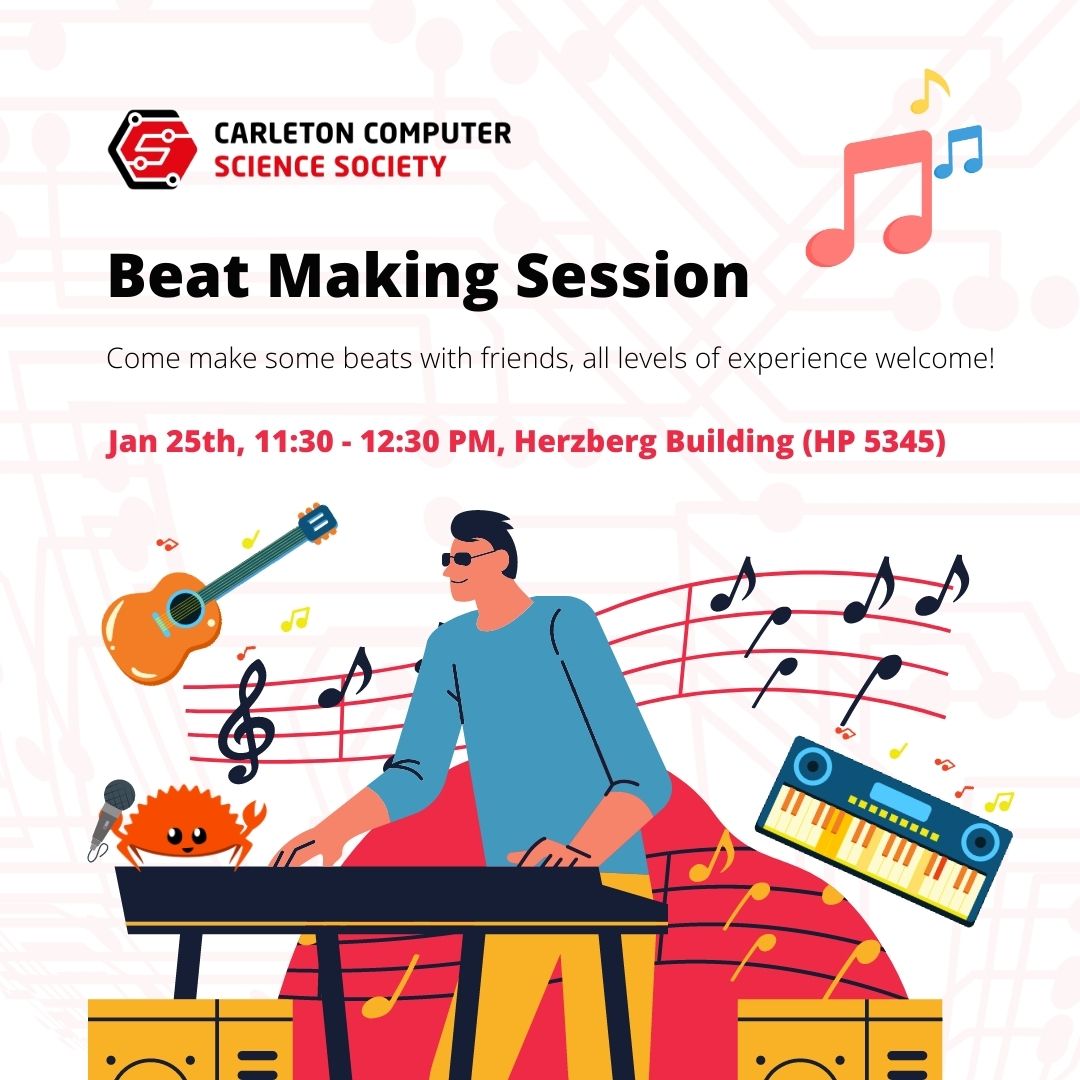 CARLETON COMPUTER
SCIENCE SOCIETY
Beat Making Session
Come make some beats with friends, all levels of experience welcome!
Jan 25th, 11:30 - 12:30 PM, Herzberg Building (HP 5345)